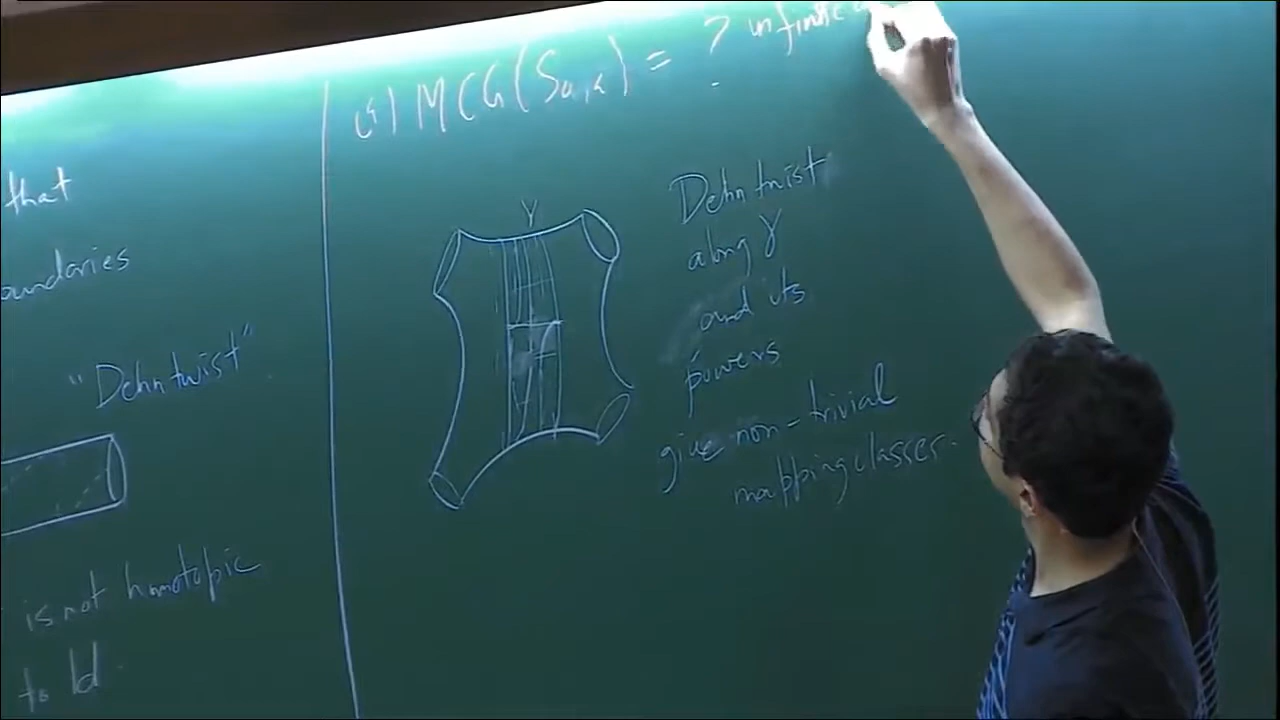 that
oundaries
"Dehn twist"
is not homotopic
to Id.
(4) MCG(S₀,₄) = ? infinite
γ
Dehn twist
along γ
and its
powers
give non-trivial
mapping classes.